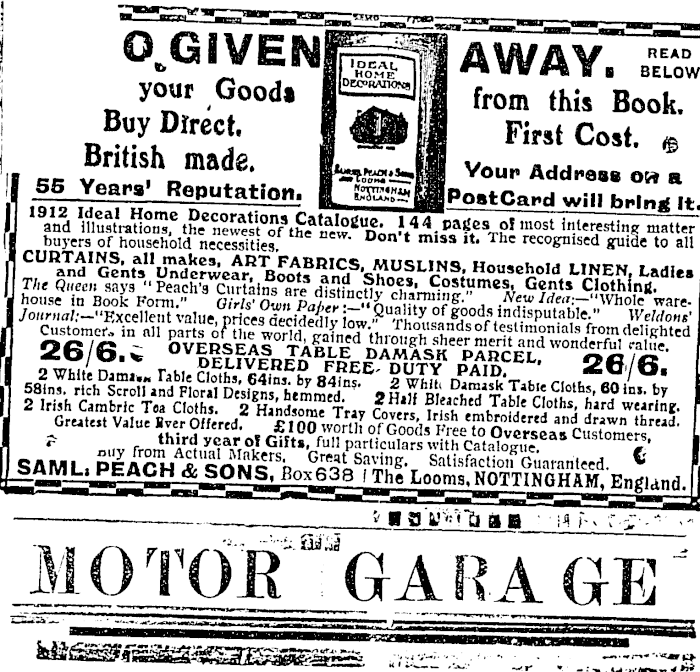 GIVEN AWAY. READ BELOW
your Goods from this Book.
Buy Direct. First Cost.
British made. Your Address on a
55 Years' Reputation. PostCard will bring it.
IDEAL
HOME
DECORATIONS
SAMUEL PEACH & SONS
THE LOOMS
NOTTINGHAM
ENGLAND
1912 Ideal Home Decorations Catalogue. 144 pages of most interesting matter
and illustrations, the newest of the new. Don't miss it. The recognised guide to all
buyers of household necessities.
CURTAINS, all makes, ART FABRICS, MUSLINS, Household LINEN, Ladies
and Gents Underwear, Boots and Shoes, Costumes, Gents Clothing.
The Queen says "Peach's Curtains are distinctly charming." New Idea:—"Whole ware-
house in Book Form." Girls' Own Paper:—"Quality of goods indisputable." Weldons'
Journal:—"Excellent value, prices decidedly low." Thousands of testimonials from delighted
Customers in all parts of the world, gained through sheer merit and wonderful value.
26/6. OVERSEAS TABLE DAMASK PARCEL, 26/6.
DELIVERED FREE DUTY PAID.
2 White Damask Table Cloths, 64ins. by 84ins. 2 White Damask Table Cloths, 60 ins. by
58ins. rich Scroll and Floral Designs, hemmed. 2 Half Bleached Table Cloths, hard wearing.
2 Irish Cambric Tea Cloths. 2 Handsome Tray Covers, Irish embroidered and drawn thread.
Greatest Value Ever Offered. £100 worth of Goods Free to Overseas Customers,
third year of Gifts, full particulars with Catalogue.
Buy from Actual Makers. Great Saving. Satisfaction Guaranteed.
SAML. PEACH & SONS, Box 638 The Looms, NOTTINGHAM, England.
MOTOR GARAGE